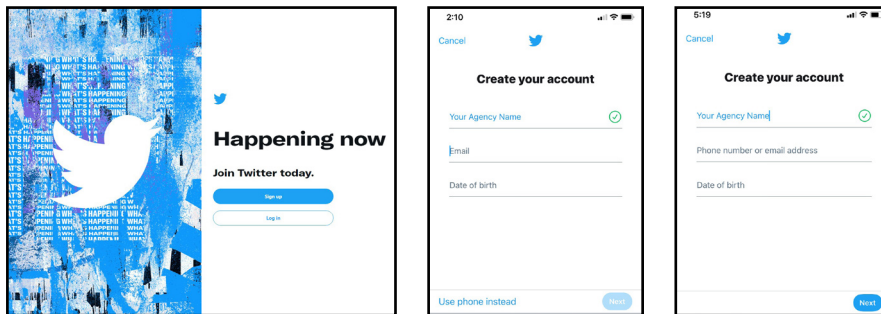 Happening now
Join Twitter today.
Sign up
Log in
2:10
Cancel
Create your account
Your Agency Name
Email
Date of birth
Use phone instead
Next
5:19
Cancel
Create your account
Your Agency Name
Phone number or email address
Date of birth
Next